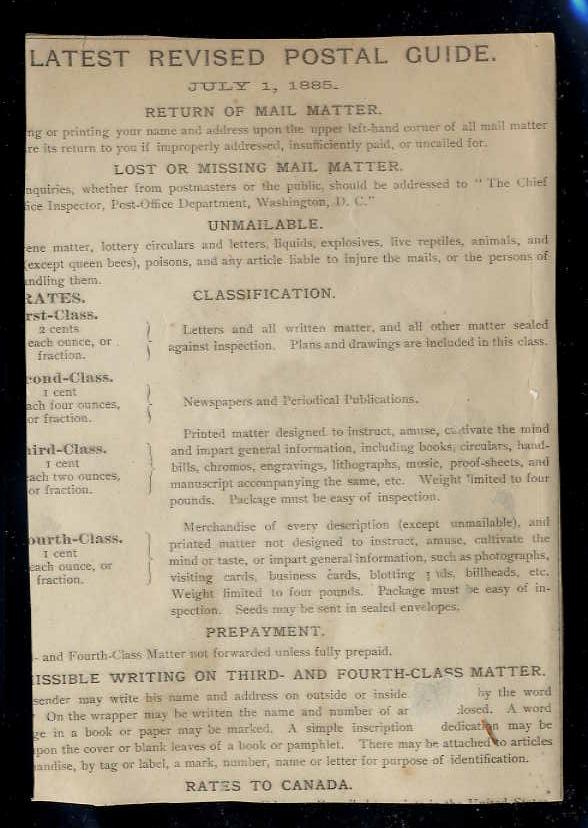 LATEST REVISED POSTAL GUIDE.
JULY 1, 1885.
RETURN OF MAIL MATTER.
ng or printing your name and address upon the upper left-hand corner of all mail matter
re its return to you if improperly addressed, insufficiently paid, or uncalled for.
LOST OR MISSING MAIL MATTER.
nquiries, whether from postmasters or the public, should be addressed to " The Chief
ice Inspector, Post-Office Department, Washington, D. C."
UNMAILABLE.
ene matter, lottery circulars and letters, liquids, explosives, live reptiles, animals, and
(except queen bees), poisons, and any article liable to injure the mails, or the persons of
ndling them.
RATES.
CLASSIFICATION.
rst-Class.
2 cents
each ounce, or
fraction.
Letters and all written matter, and all other matter sealed
against inspection. Plans and drawings are included in this class.
cond-Class.
1 cent
ach four ounces,
or fraction.
Newspapers and Periodical Publications.
hird-Class.
1 cent
ach two ounces,
or fraction.
Printed matter designed to instruct, amuse, cultivate the mind
and impart general information, including books, circulars, hand-
bills, chromos, engravings, lithographs, music, proof-sheets, and
manuscript accompanying the same, etc. Weight limited to four
pounds. Package must be easy of inspection.
ourth-Class.
1 cent
each ounce, or
fraction.
Merchandise of every description (except unmailable), and
printed matter not designed to instruct, amuse, cultivate the
mind or taste, or impart general information, such as photographs,
visiting cards, business cards, blotting ds, billheads, etc.
Weight limited to four pounds. Package must be easy of in-
spection. Seeds may be sent in sealed envelopes.
PREPAYMENT.
- and Fourth-Class Matter not forwarded unless fully prepaid.
ISSIBLE WRITING ON THIRD- AND FOURTH-CLASS MATTER.
sender may write his name and address on outside or inside by the word
On the wrapper may be written the name and number of ar closed. A word
ge in a book or paper may be marked. A simple inscription dedication may be
upon the cover or blank leaves of a book or pamphlet. There may be attached to articles
handise, by tag or label, a mark, number, name or letter for purpose of identification.
RATES TO CANADA.